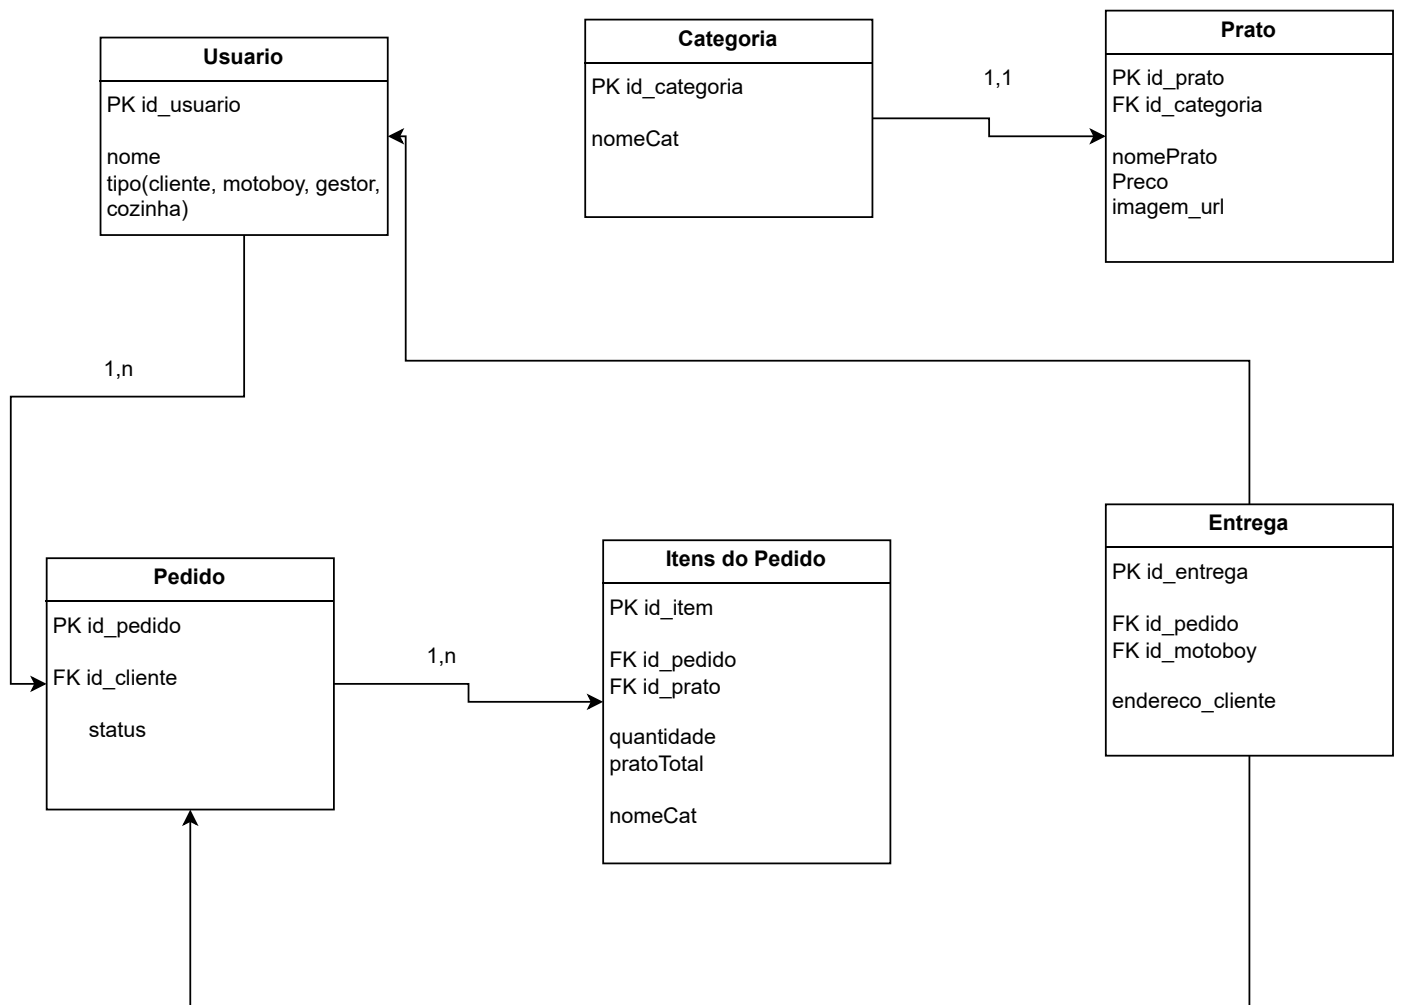 Usuario
PK id_usuario
nome
tipo(cliente, motoboy, gestor,
cozinha)
Categoria
PK id_categoria
nomeCat
1,1
Prato
PK id_prato
FK id_categoria
nomePrato
Preco
imagem_url
1,n
Pedido
PK id_pedido
FK id_cliente
status
1,n
Itens do Pedido
PK id_item
FK id_pedido
FK id_prato
quantidade
pratoTotal
nomeCat
Entrega
PK id_entrega
FK id_pedido
FK id_motoboy
endereco_cliente